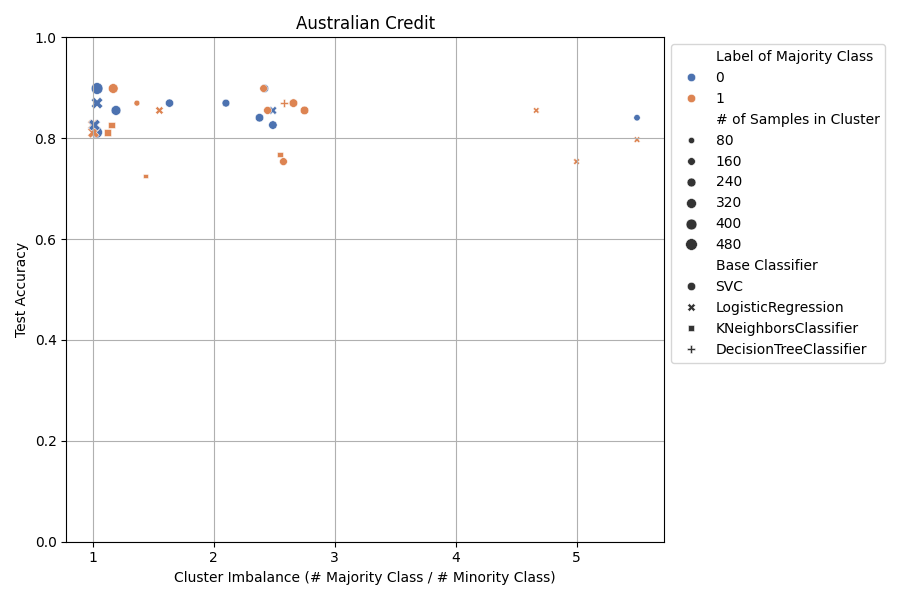 Australian Credit
1.0
0.8
0.6
0.4
0.2
0.0
Test Accuracy
1
2
3
4
5
Cluster Imbalance (# Majority Class / # Minority Class)
Label of Majority Class
0
1
# of Samples in Cluster
80
160
240
320
400
480
Base Classifier
SVC
LogisticRegression
KNeighborsClassifier
DecisionTreeClassifier